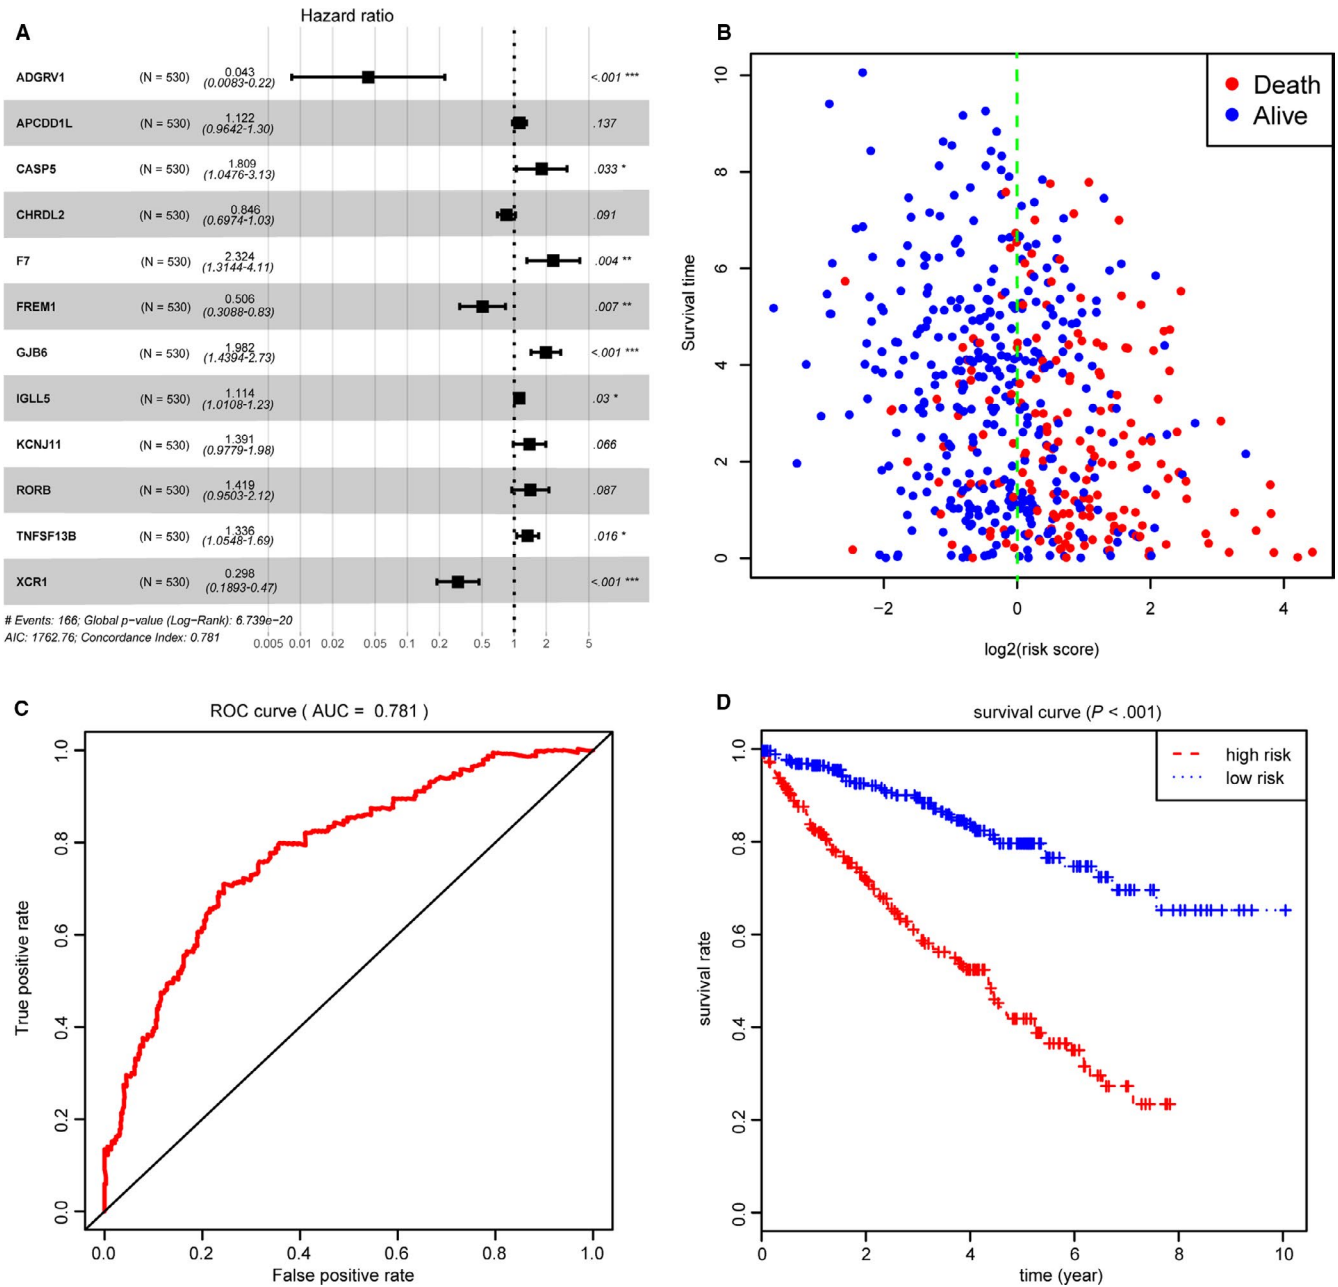 A
Hazard ratio
ADGRV1 (N = 530) 0.043 (0.0083-0.22) <.001 ***
APCDD1L (N = 530) 1.122 (0.9642-1.30) .137
CASP5 (N = 530) 1.809 (1.0476-3.13) .033 *
CHRDL2 (N = 530) 0.846 (0.6974-1.03) .091
F7 (N = 530) 2.324 (1.3144-4.11) .004 **
FREM1 (N = 530) 0.506 (0.3088-0.83) .007 **
GJB6 (N = 530) 1.982 (1.4394-2.73) <.001 ***
IGLL5 (N = 530) 1.114 (1.0108-1.23) .03 *
KCNJ11 (N = 530) 1.391 (0.9779-1.98) .066
RORB (N = 530) 1.419 (0.9503-2.12) .087
TNFSF13B (N = 530) 1.336 (1.0548-1.69) .016 *
XCR1 (N = 530) 0.298 (0.1893-0.47) <.001 ***
# Events: 166; Global p−value (Log−Rank): 6.739e−20
AIC: 1762.76; Concordance Index: 0.781
0.005 0.01 0.02 0.05 0.1 0.2 0.5 1 2 5
B
Death
Alive
Survival time
10
8
6
4
2
0
−2 0 2 4
log2(risk score)
C
ROC curve ( AUC = 0.781 )
True positive rate
1.0
0.8
0.6
0.4
0.2
0.0
0.0 0.2 0.4 0.6 0.8 1.0
False positive rate
D
survival curve (P < .001)
high risk
low risk
survival rate
1.0
0.8
0.6
0.4
0.2
0.0
0 2 4 6 8 10
time (year)